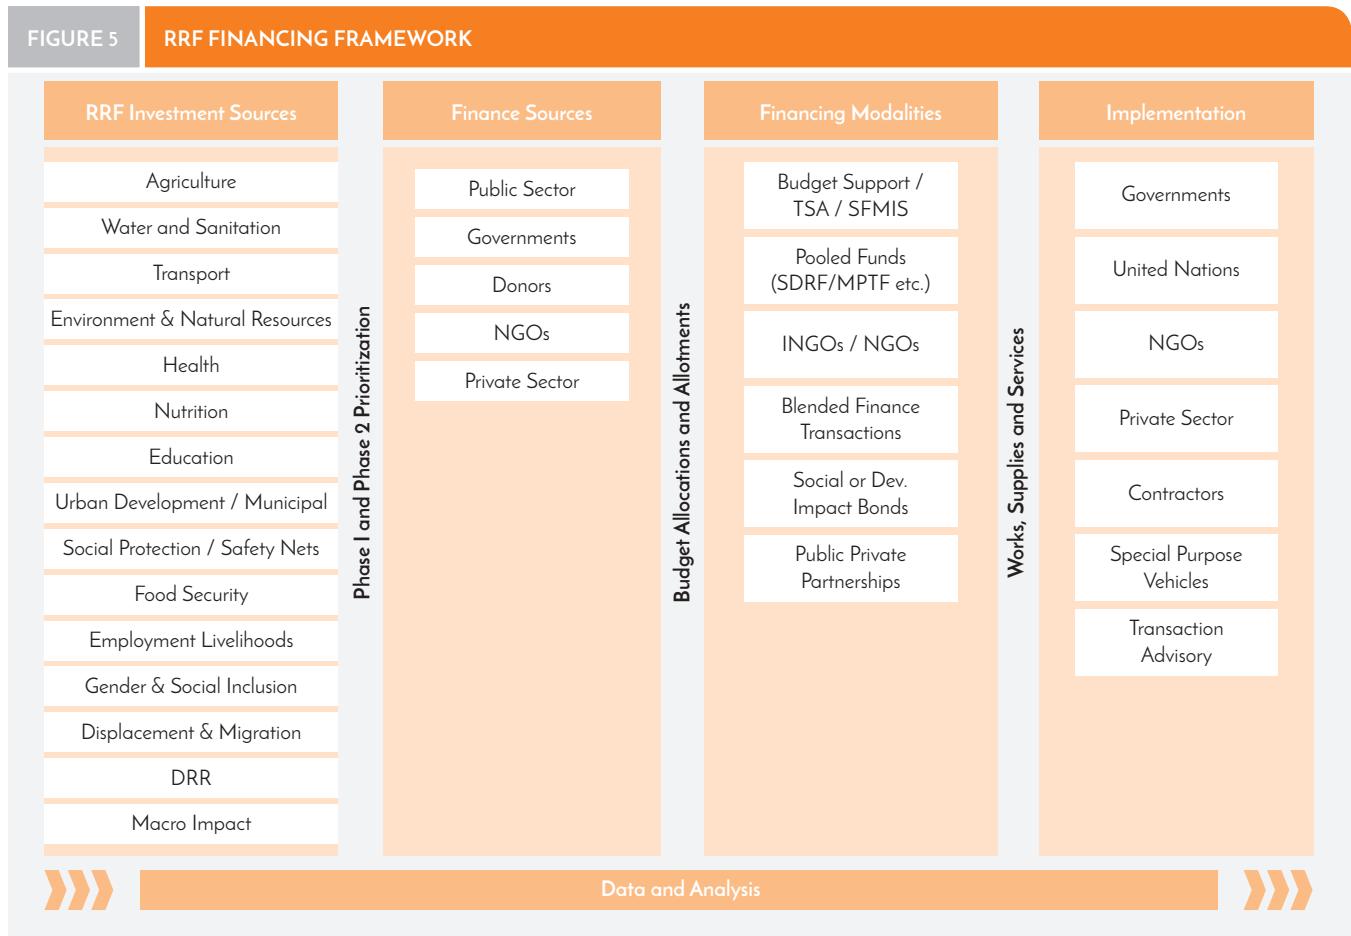 FIGURE 5
RRF FINANCING FRAMEWORK
RRF Investment Sources
Agriculture
Water and Sanitation
Transport
Environment & Natural Resources
Health
Nutrition
Education
Urban Development / Municipal
Social Protection / Safety Nets
Food Security
Employment Livelihoods
Gender & Social Inclusion
Displacement & Migration
DRR
Macro Impact
Phase I and Phase 2 Prioritization
Finance Sources
Public Sector
Governments
Donors
NGOs
Private Sector
Budget Allocations and Allotments
Financing Modalities
Budget Support /
TSA / SFMIS
Pooled Funds
(SDRF/MPTF etc.)
INGOs / NGOs
Blended Finance
Transactions
Social or Dev.
Impact Bonds
Public Private
Partnerships
Works, Supplies and Services
Implementation
Governments
United Nations
NGOs
Private Sector
Contractors
Special Purpose
Vehicles
Transaction
Advisory
Data and Analysis